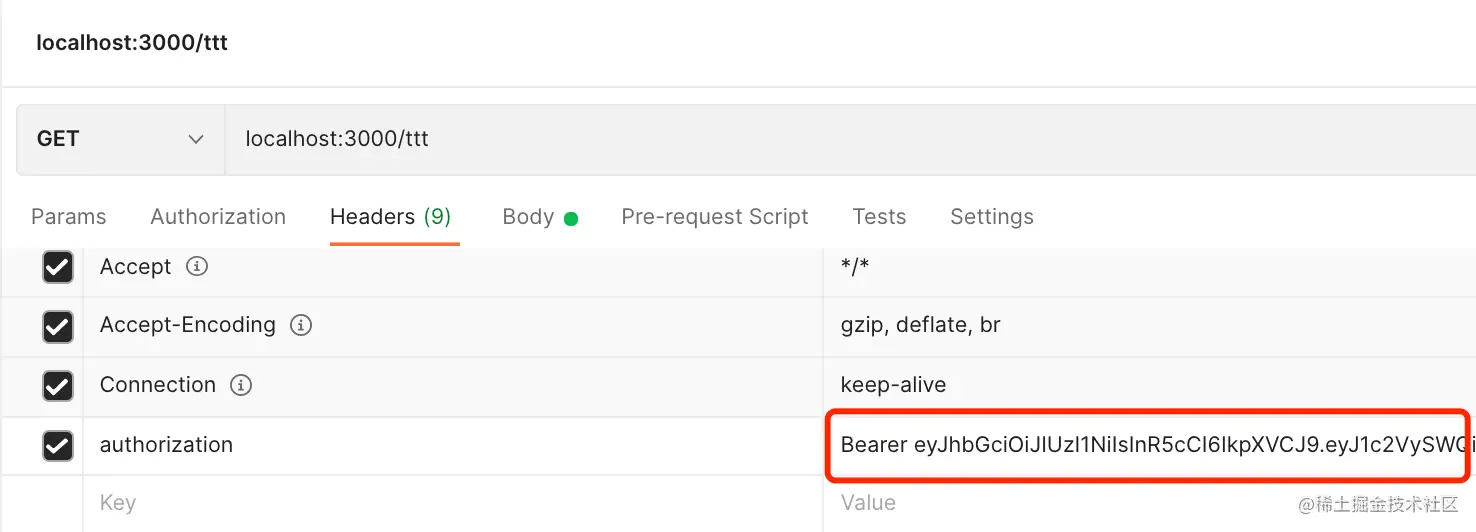 localhost:3000/ttt
GET localhost:3000/ttt
Params Authorization Headers (9) Body Pre-request Script Tests Settings
Accept */*
Accept-Encoding gzip, deflate, br
Connection keep-alive
authorization Bearer eyJhbGciOiJIUzI1NiIsInR5cCI6IkpXVCJ9.eyJ1c2VySWQi
Key Value
@稀土掘金技术社区